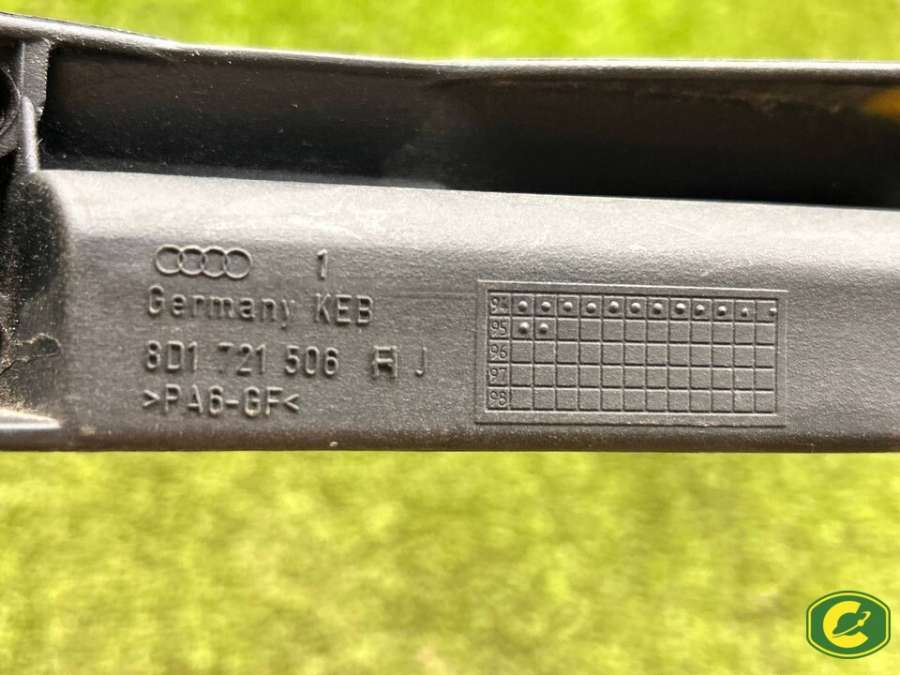 1
Germany KEB
8D1 721 506 J
>PA6-GF<
94
95
96
97
98
C